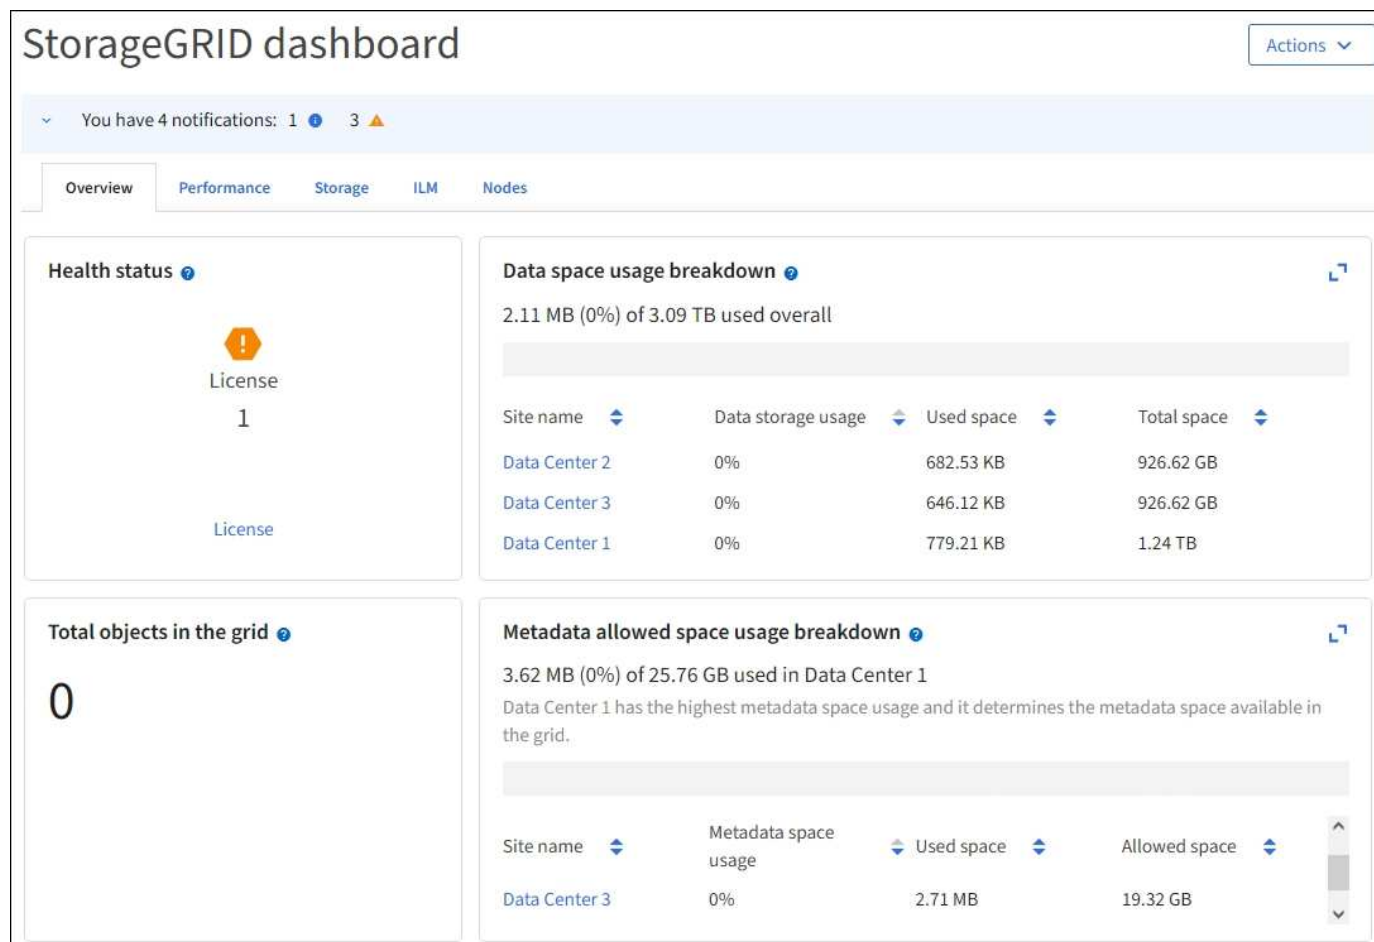 StorageGRID dashboard
Actions
You have 4 notifications: 1 3
Overview Performance Storage ILM Nodes
Health status
License
1
License
Data space usage breakdown
2.11 MB (0%) of 3.09 TB used overall
Site name Data storage usage Used space Total space
Data Center 2 0% 682.53 KB 926.62 GB
Data Center 3 0% 646.12 KB 926.62 GB
Data Center 1 0% 779.21 KB 1.24 TB
Total objects in the grid
0
Metadata allowed space usage breakdown
3.62 MB (0%) of 25.76 GB used in Data Center 1
Data Center 1 has the highest metadata space usage and it determines the metadata space available in
the grid.
Site name Metadata space usage Used space Allowed space
Data Center 3 0% 2.71 MB 19.32 GB